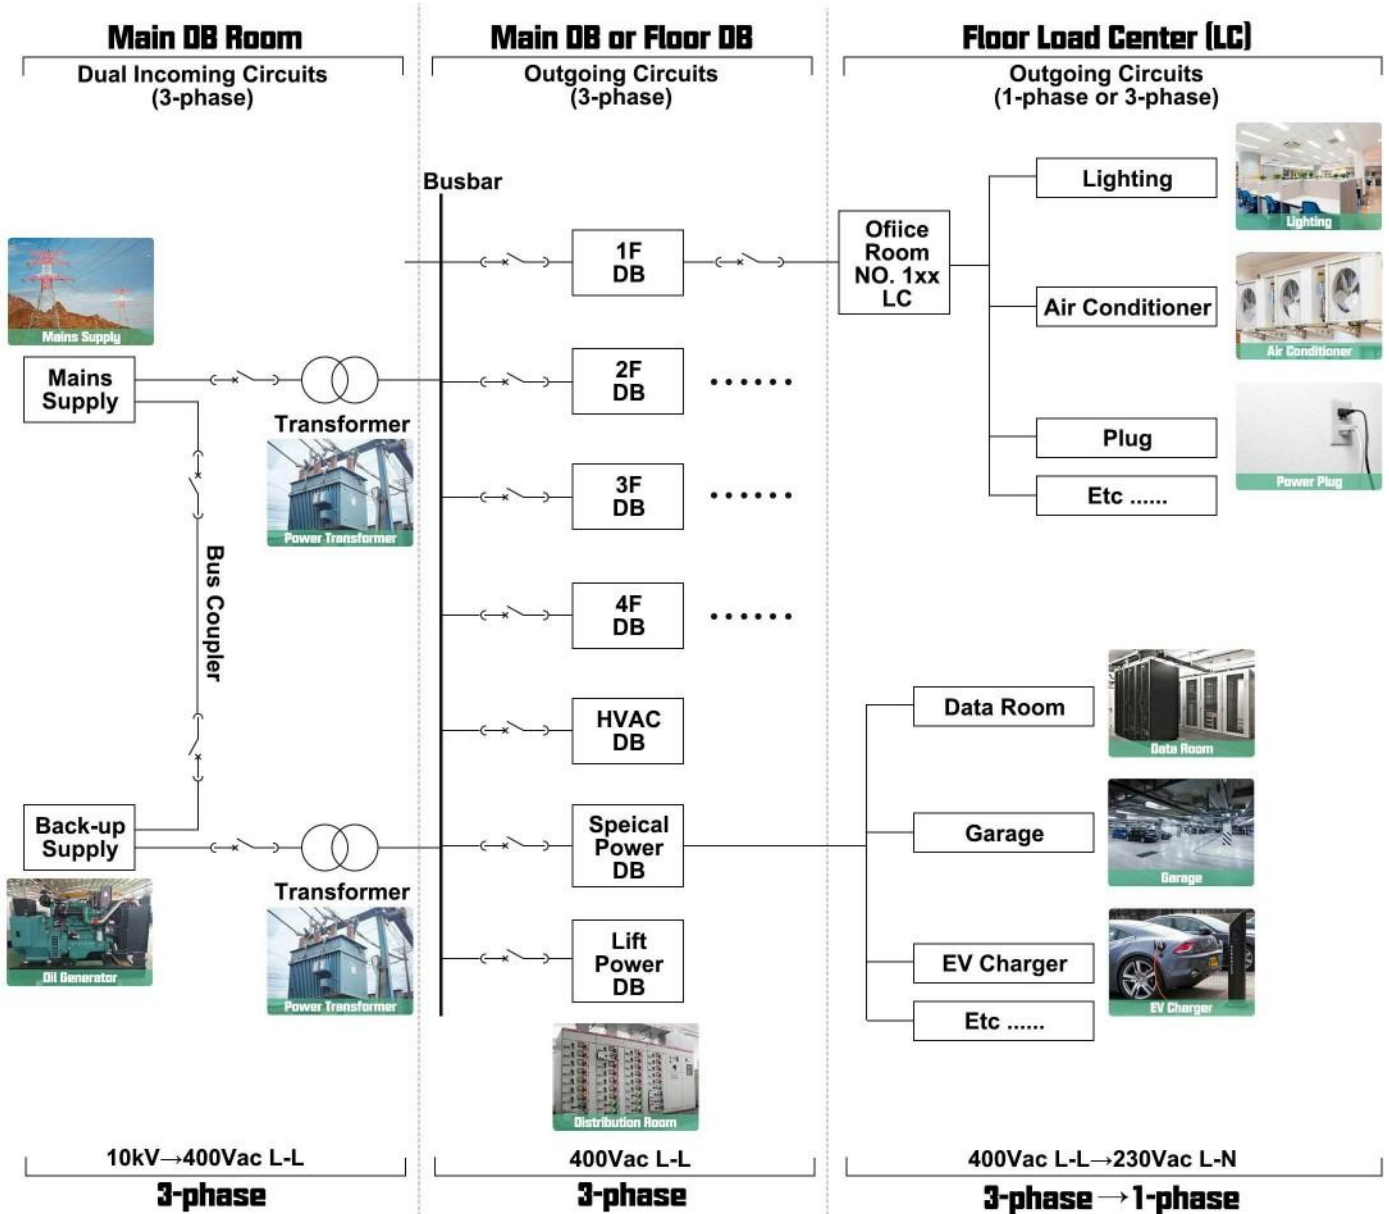 Main DB Room
Dual Incoming Circuits
(3-phase)
Main DB or Floor DB
Outgoing Circuits
(3-phase)
Floor Load Center (LC)
Outgoing Circuits
(1-phase or 3-phase)
Mains Supply
Mains
Supply
Transformer
Power Transformer
Bus Coupler
Back-up
Supply
Oil Generator
Transformer
Power Transformer
Busbar
1F
DB
2F
DB
......
3F
DB
......
4F
DB
......
HVAC
DB
Speical
Power
DB
Lift
Power
DB
Distribution Room
Ofiice
Room
NO. 1xx
LC
Lighting
Lighting
Air Conditioner
Air Conditioner
Plug
Power Plug
Etc ......
Data Room
Data Room
Garage
Garage
EV Charger
EV Charger
Etc ......
10kV→400Vac L-L
3-phase
400Vac L-L
3-phase
400Vac L-L→230Vac L-N
3-phase→1-phase